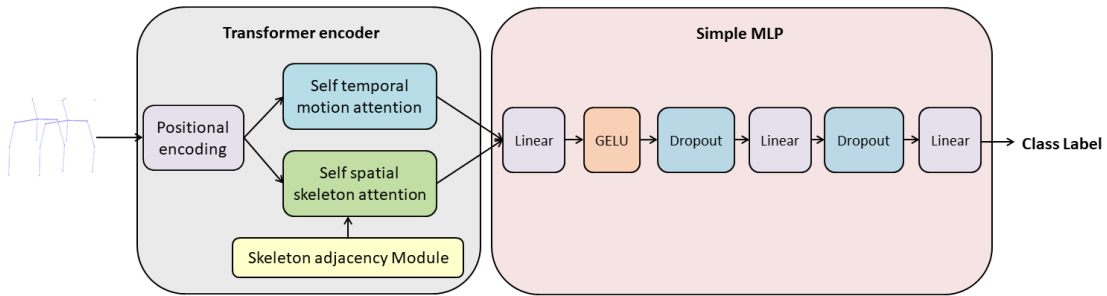 Transformer encoder
Simple MLP
Self temporal
motion attention
Positional
encoding
Self spatial
skeleton attention
Skeleton adjacency Module
Linear
GELU
Dropout
Linear
Dropout
Linear
Class Label